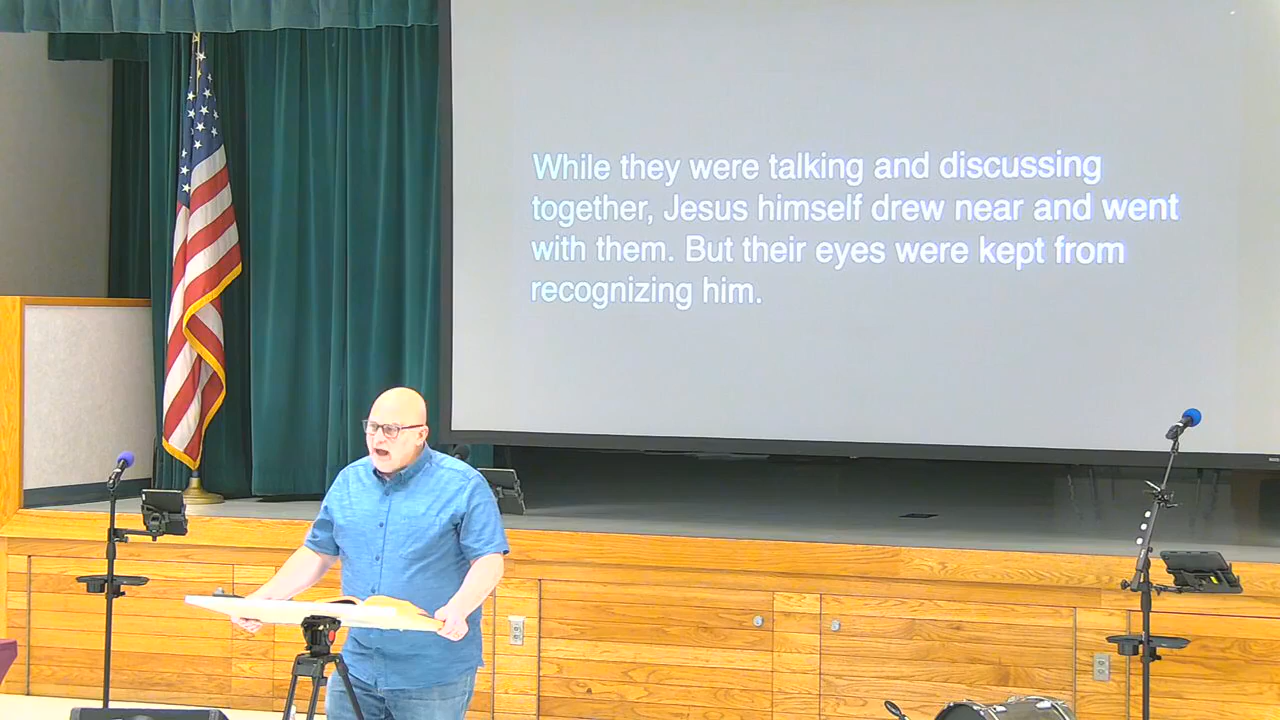 While they were talking and discussing
together, Jesus himself drew near and went
with them. But their eyes were kept from
recognizing him.